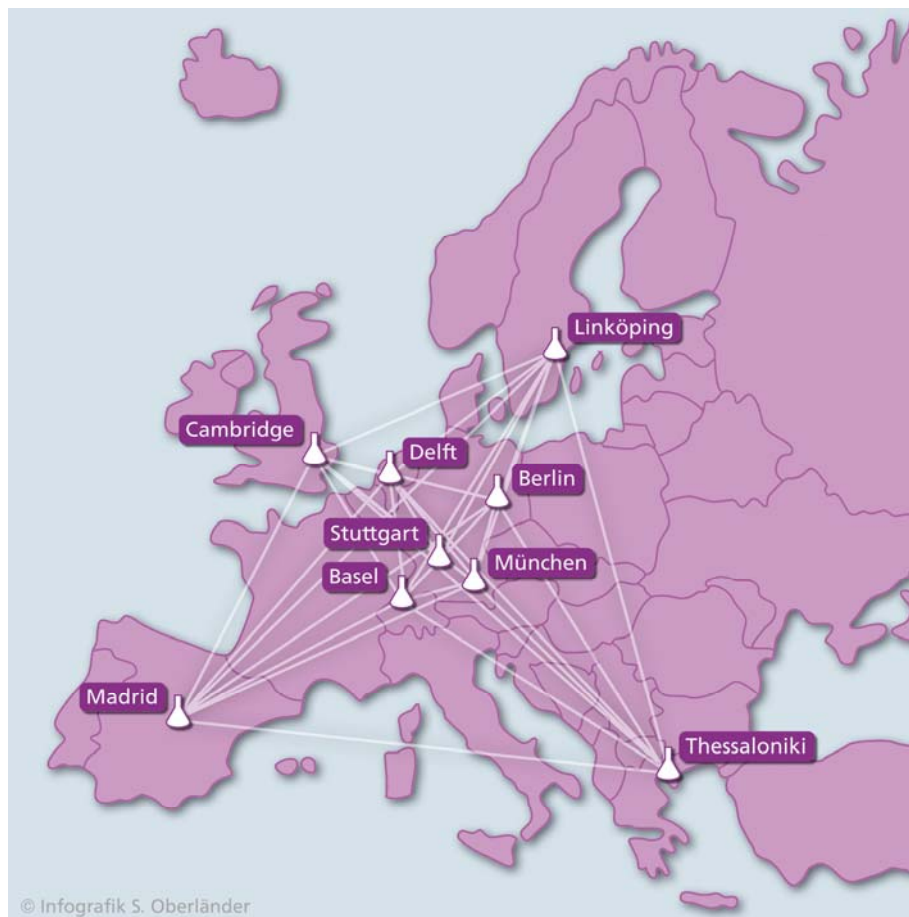 Linköping
Cambridge
Delft
Berlin
Stuttgart
München
Basel
Madrid
Thessaloniki
© Infografik S. Oberländer